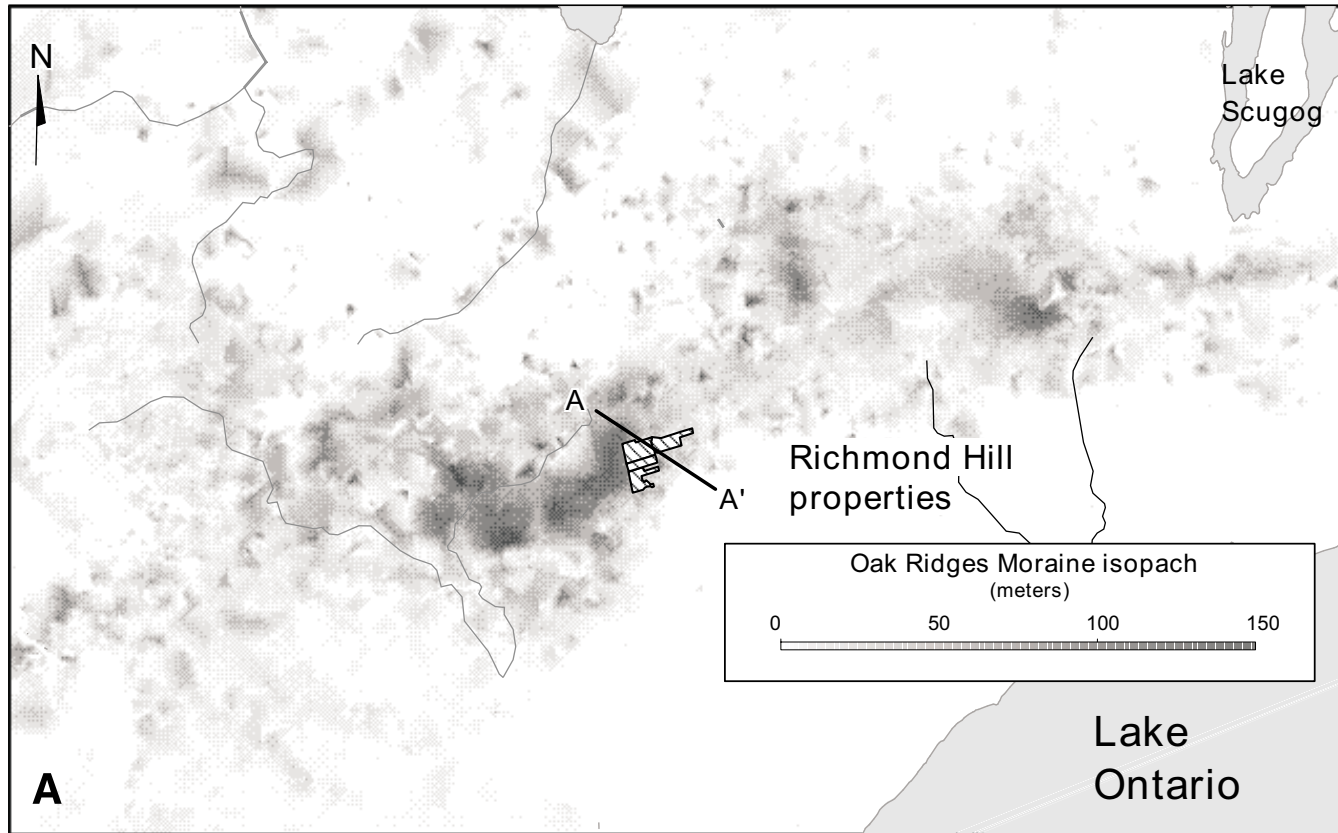 N
Lake
Scugog
A
A'
Richmond Hill
properties
Oak Ridges Moraine isopach
(meters)
0 50 100 150
Lake
Ontario
A